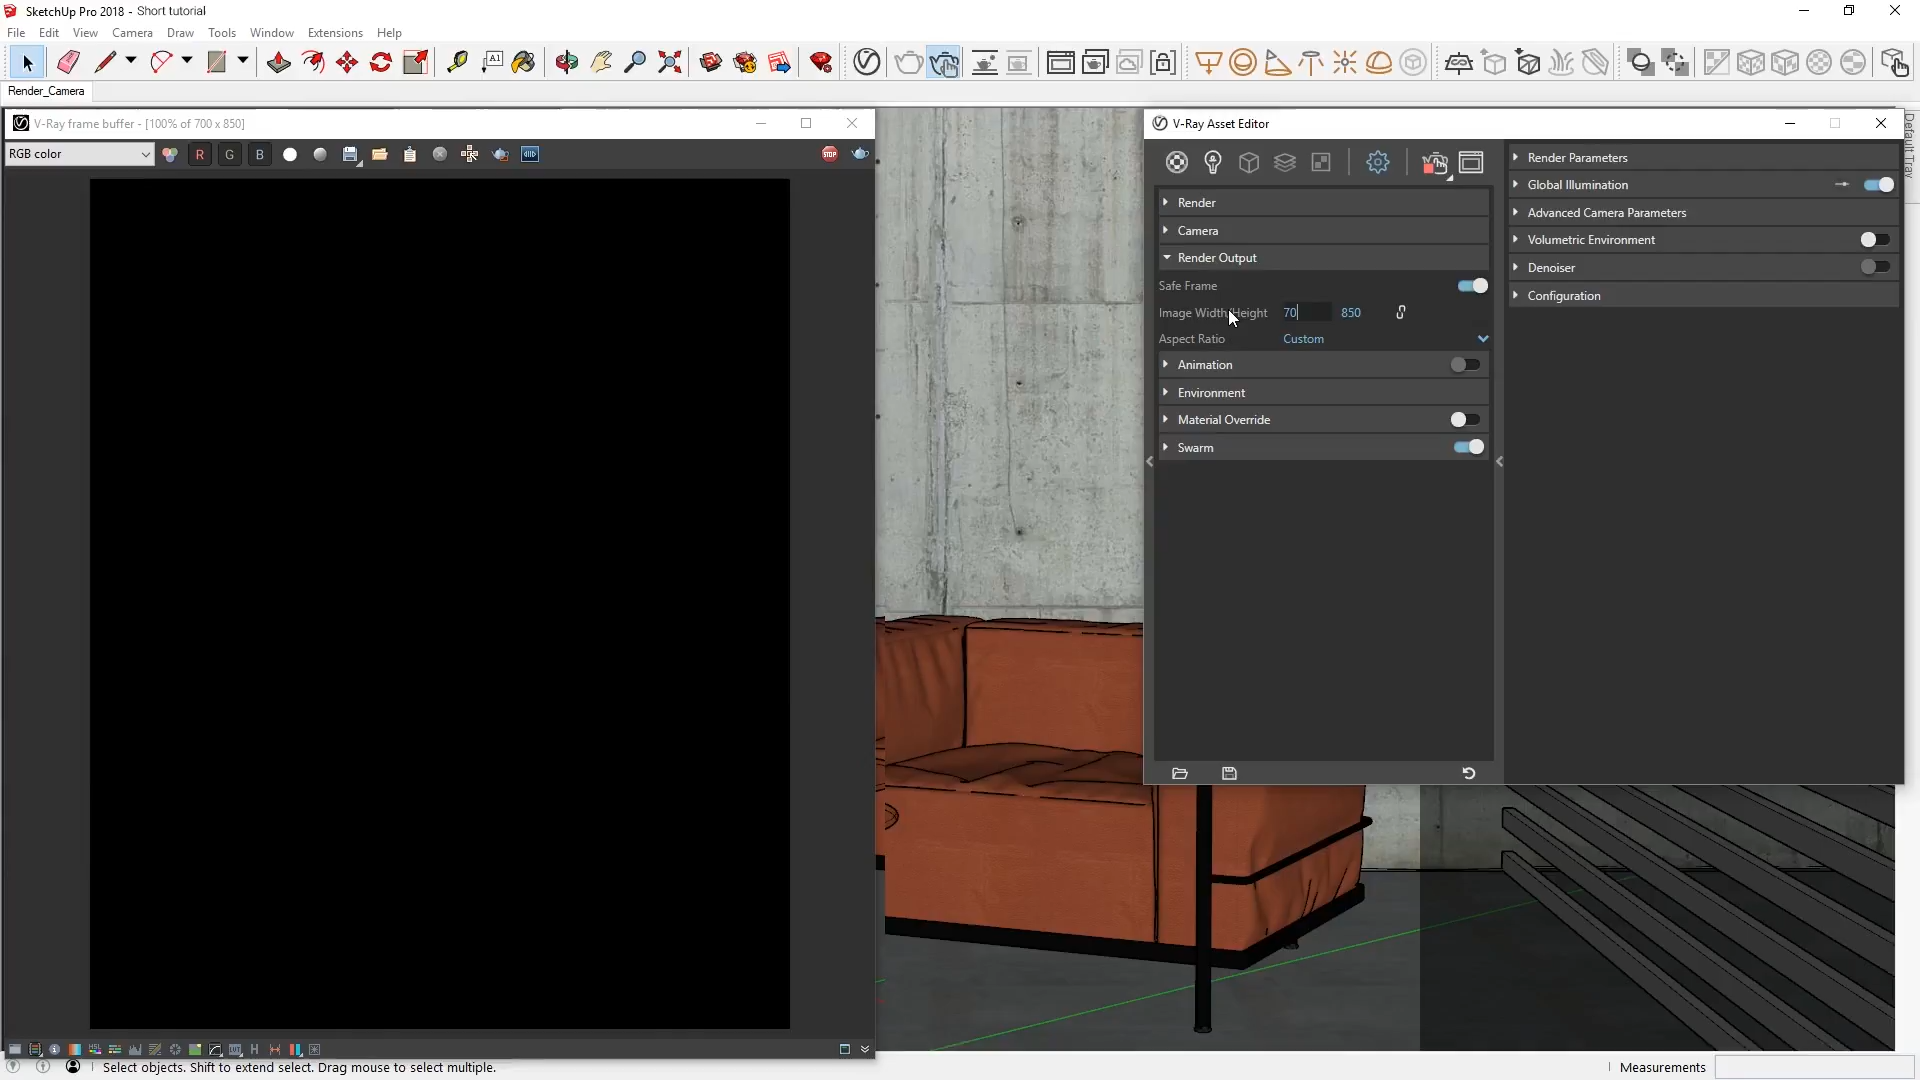 SketchUp Pro 2018 - Short tutorial
File Edit View Camera Draw Tools Window Extensions Help
Render_Camera
V-Ray frame buffer - [100% of 700 x 850]
RGB color
R G B
STOP
V-Ray Asset Editor
Default Tray
Render
Camera
Render Output
Safe Frame
Image Width/Height 70 850
Aspect Ratio Custom
Animation
Environment
Material Override
Swarm
Render Parameters
Global Illumination
Advanced Camera Parameters
Volumetric Environment
Denoiser
Configuration
Select objects. Shift to extend select. Drag mouse to select multiple.
Measurements